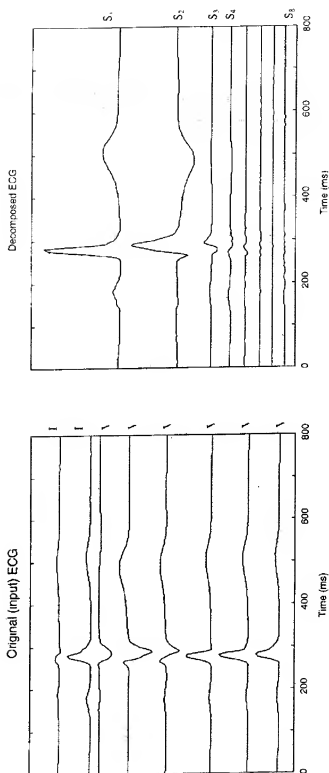 Decomposed ECG
S1
S2
S3
S4
S8
0
200
400
600
800
Time (ms)
Original (input) ECG
I
I
V
V
V
V
V
V
0
200
400
600
800
Time (ms)